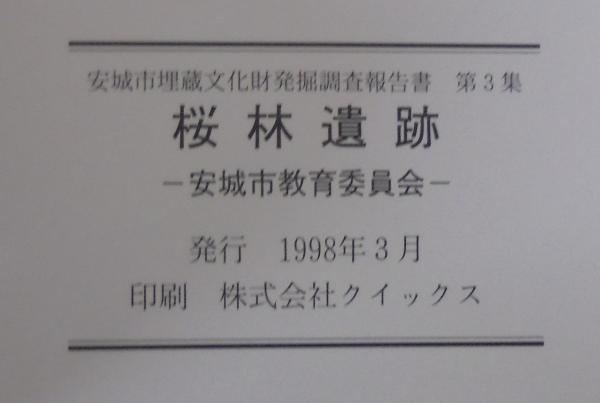 安城市埋蔵文化財発掘調査報告書　第３集
桜林遺跡
－安城市教育委員会－
発行　1998年３月
印刷　株式会社クイックス